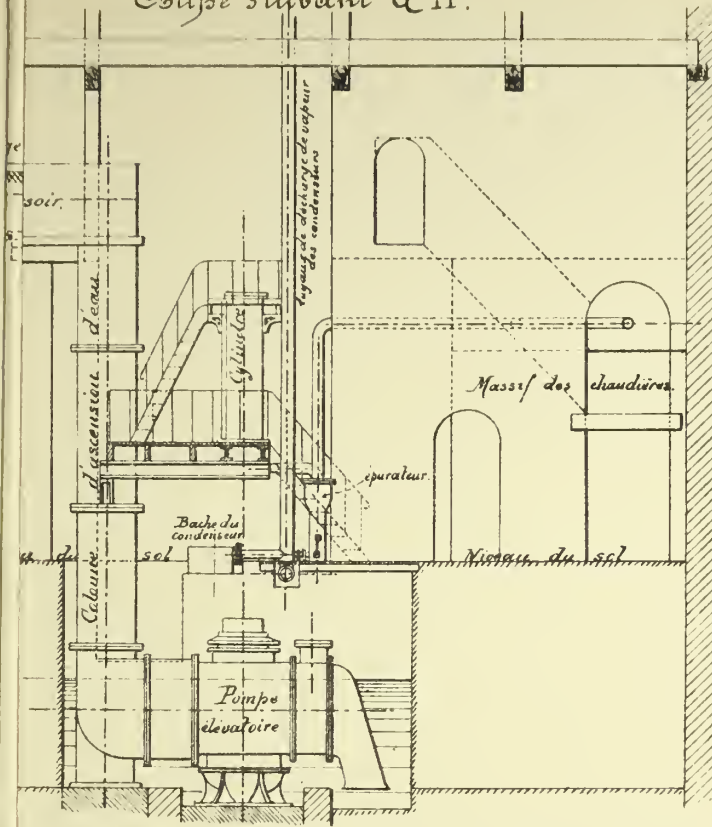 Coupe suivant
soir.
Colonne d'ascension d'eau
Cylindre
Tuyau de décharge de vapeur
des condenseurs
Massif des chaudières.
épurateur.
Bache du
condenseur
du sol
Niveau du sol
Pompe
élévatoire